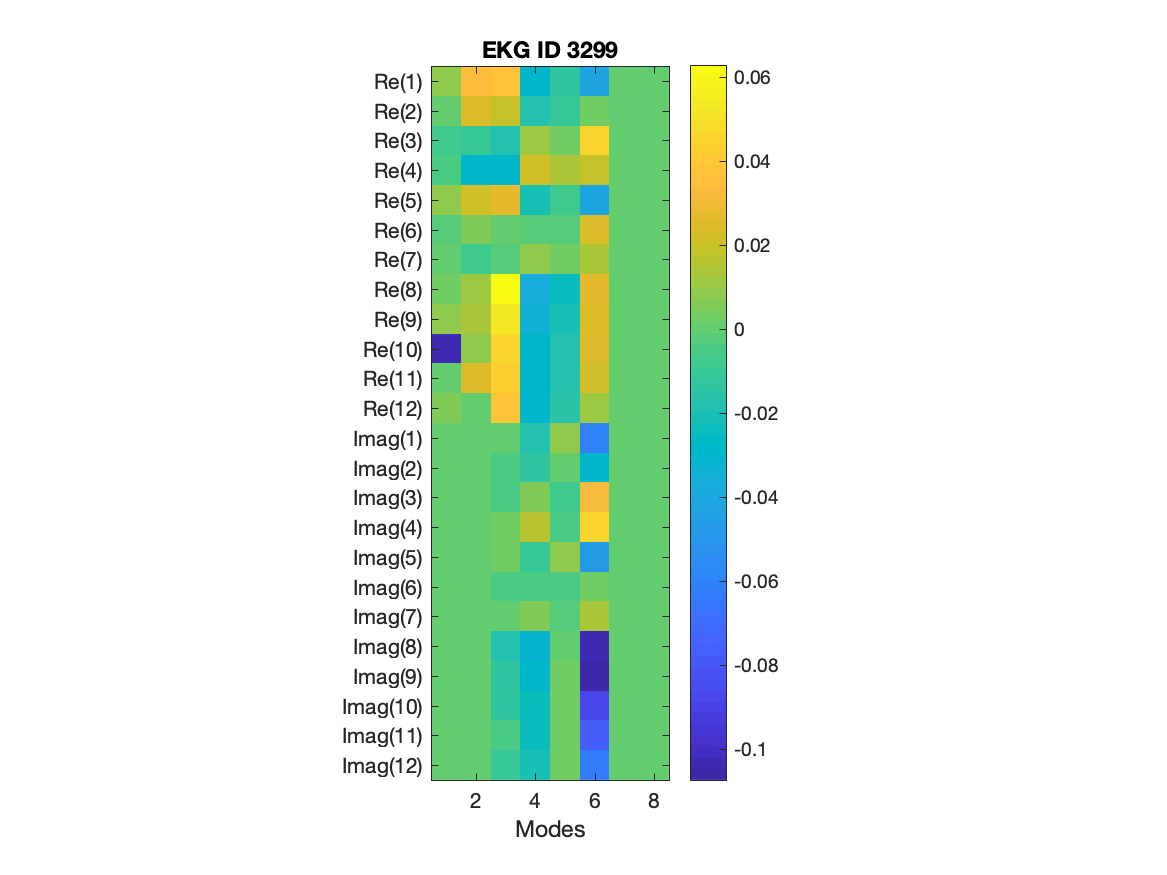 EKG ID 3299
Re(1)
Re(2)
Re(3)
Re(4)
Re(5)
Re(6)
Re(7)
Re(8)
Re(9)
Re(10)
Re(11)
Re(12)
Imag(1)
Imag(2)
Imag(3)
Imag(4)
Imag(5)
Imag(6)
Imag(7)
Imag(8)
Imag(9)
Imag(10)
Imag(11)
Imag(12)
2 4 6 8
Modes
0.06
0.04
0.02
0
-0.02
-0.04
-0.06
-0.08
-0.1